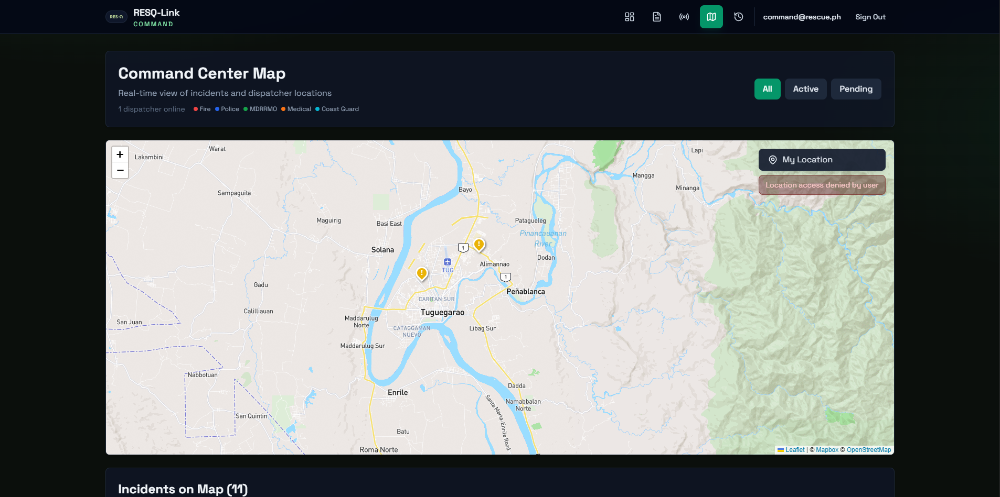 RES-Q
RESQ-Link
COMMAND
command@rescue.ph
Sign Out
Command Center Map
Real-time view of incidents and dispatcher locations
1 dispatcher online
Fire
Police
MDRRMO
Medical
Coast Guard
All
Active
Pending
+
−
My Location
Location access denied by user
Warat
Lakambini
Lapi
Mangga
Minanga
Bayo
Sampaguita
Maguirig
Basi East
Patagueleg
Pinancauanan
River
Solana
1
!
Dodan
Alimannao
TUG
!
1
Gadu
Peñablanca
CARITAN SUR
Calilliauan
Tuguegarao
San Juan
Maddarulug
Norte
CATAGGAMAN
NUEVO
Libag Sur
Maddarulug Sur
Nabbotuan
Enrile
Dadda
Namabbalan
Norte
Santa Maria-Enrile Road
San Quintin
Batu
Roma Norte
Leaflet | © Mapbox © OpenStreetMap
Incidents on Map (11)